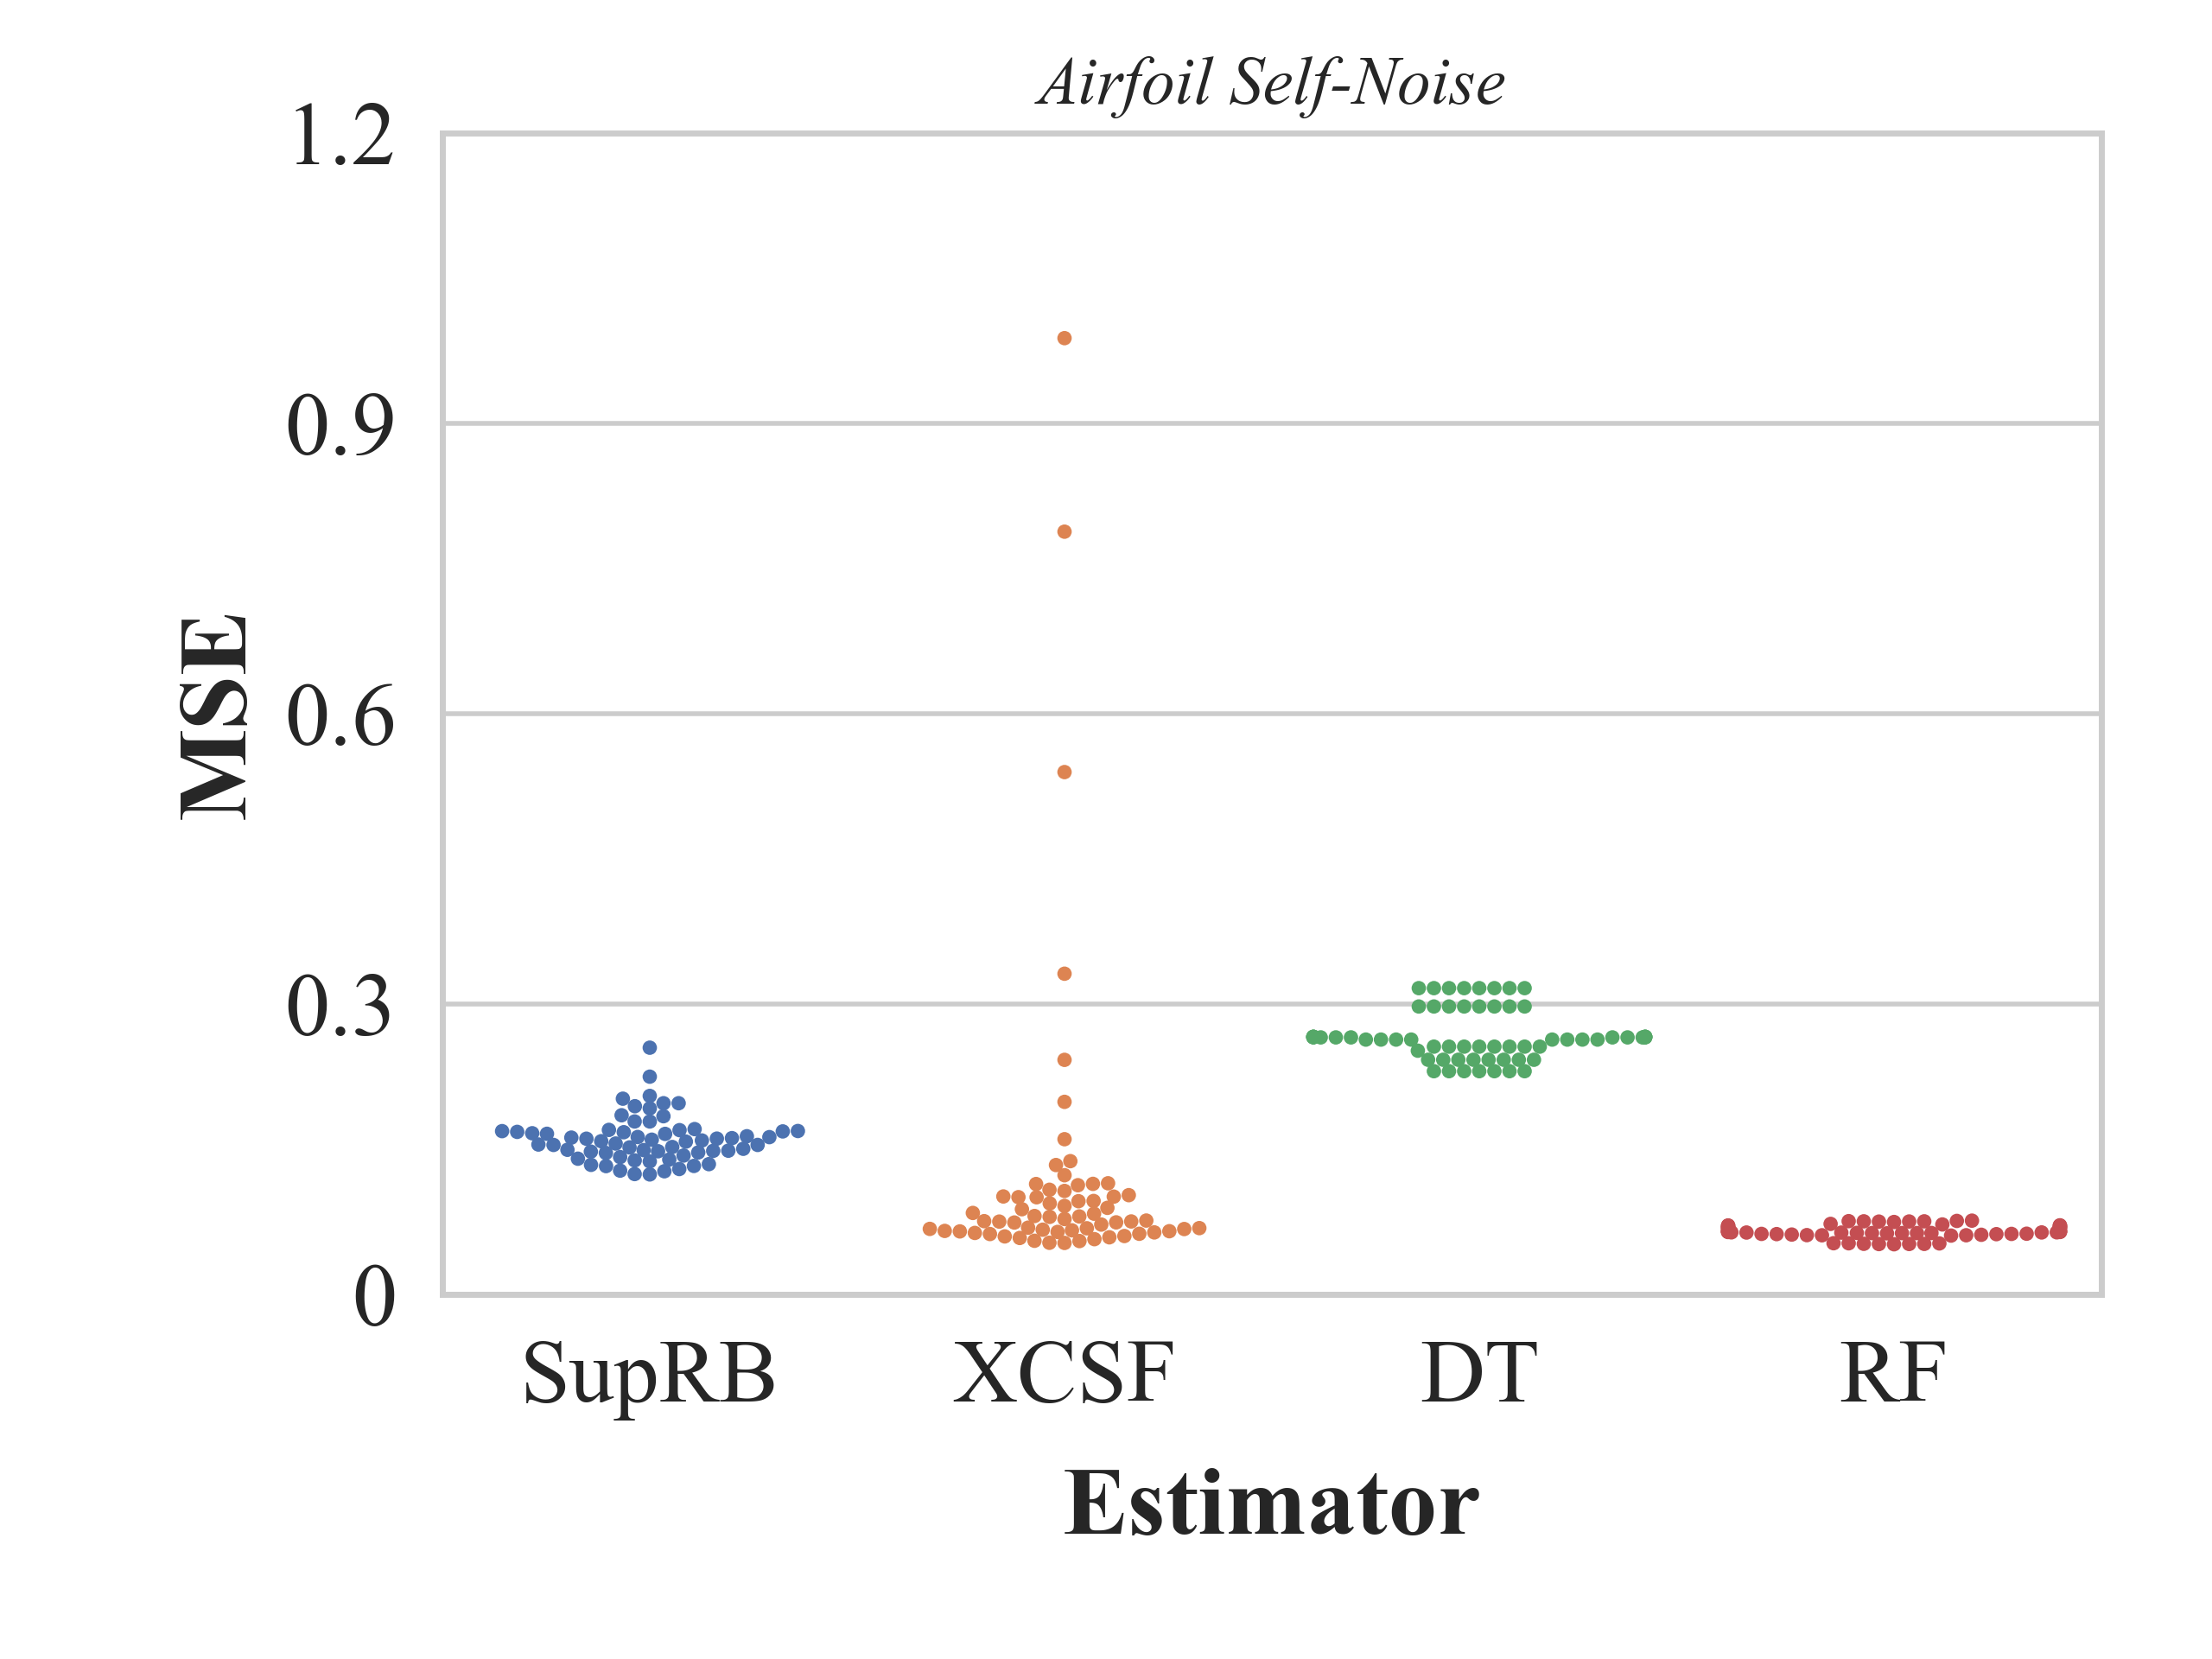 Airfoil Self-Noise
1.2
0.9
0.6
0.3
0
MSE
SupRB XCSF DT RF
Estimator